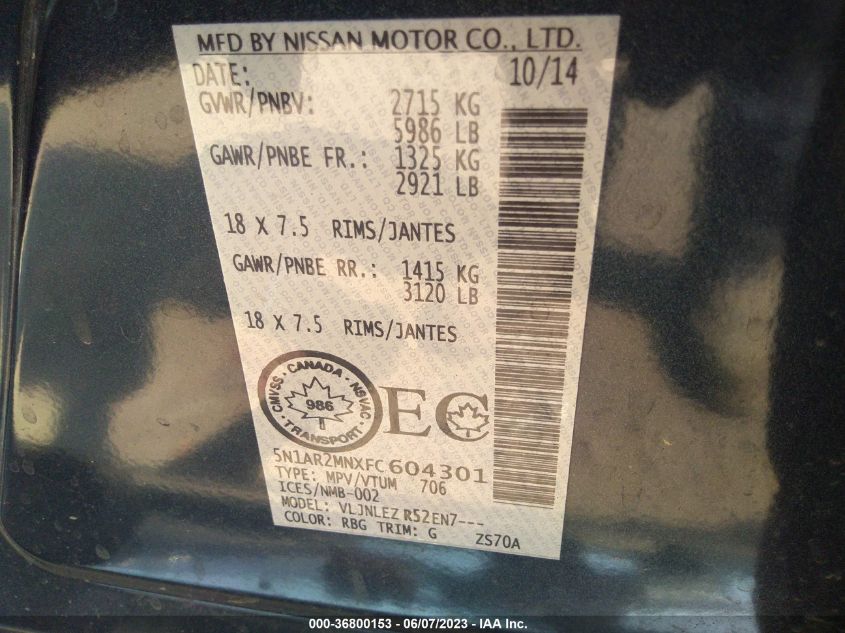 MFD BY NISSAN MOTOR CO., LTD.
DATE: 10/14
GVWR/PNBV: 2715 KG
5986 LB
GAWR/PNBE FR.: 1325 KG
2921 LB
18 X 7.5 RIMS/JANTES
GAWR/PNBE RR.: 1415 KG
3120 LB
18 X 7.5 RIMS/JANTES
CANADA · NSVAC · TRANSPORT · CMVSS ·
986
EC
5N1AR2MNXFC604301
TYPE: MPV/VTUM 706
ICES/NMB-002
MODEL: VLJNLEZ R52EN7---
COLOR: RBG TRIM: G ZS70A
000-36800153 - 06/07/2023 - IAA Inc.